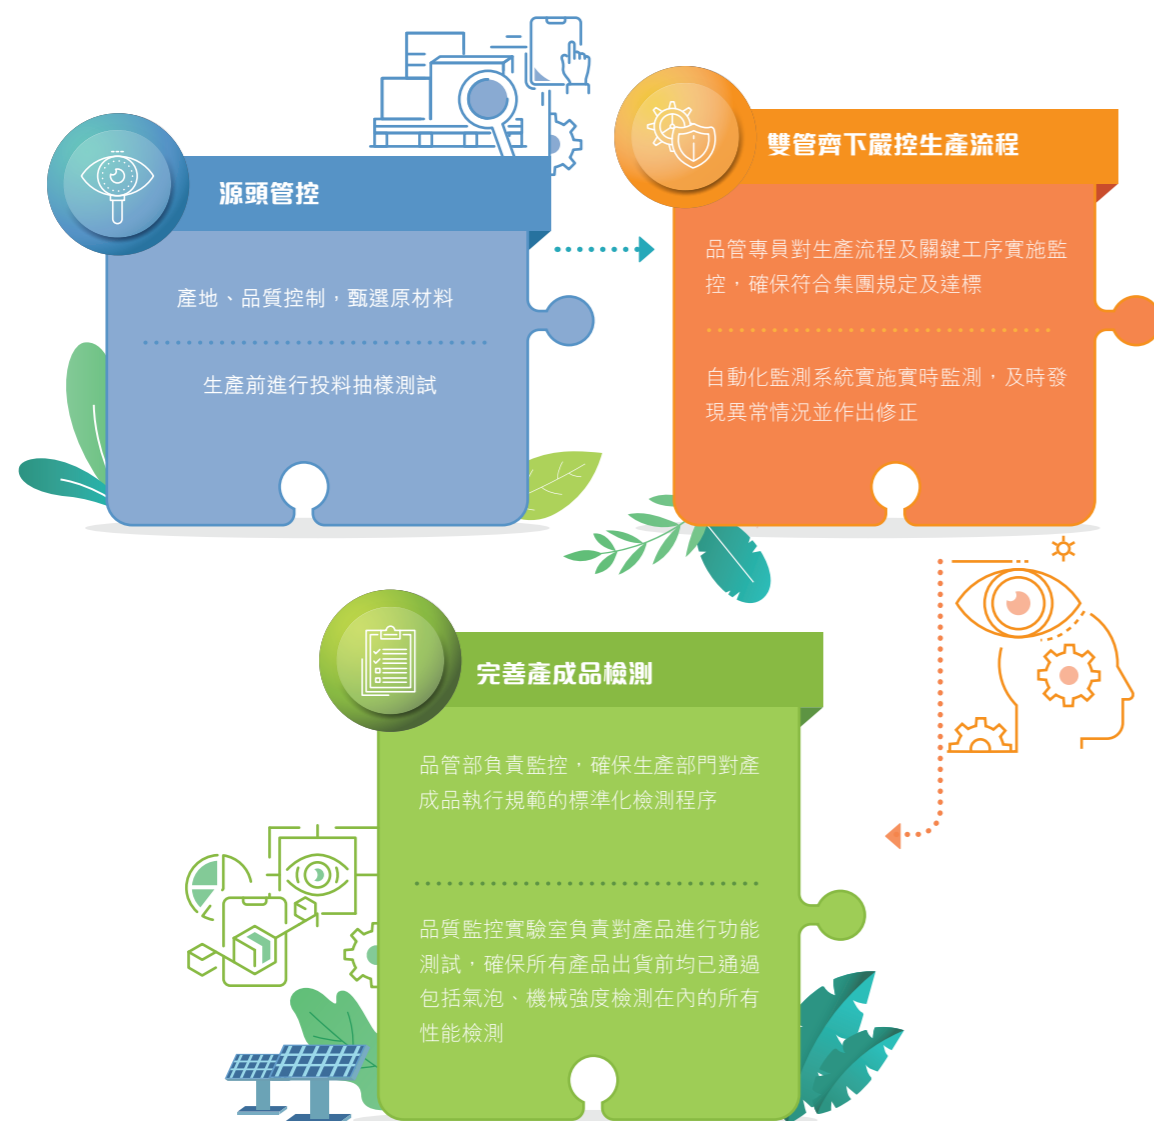 源頭管控
產地、品質控制，甄選原材料
生產前進行投料抽樣測試
雙管齊下嚴控生產流程
品管專員對生產流程及關鍵工序實施監
控，確保符合集團規定及達標
自動化監測系統實施實時監測，及時發
現異常情況並作出修正
完善產成品檢測
品管部負責監控，確保生產部門對產
成品執行規範的標準化檢測程序
品質監控實驗室負責對產品進行功能
測試，確保所有產品出貨前均已通過
包括氣泡、機械強度檢測在內的所有
性能檢測